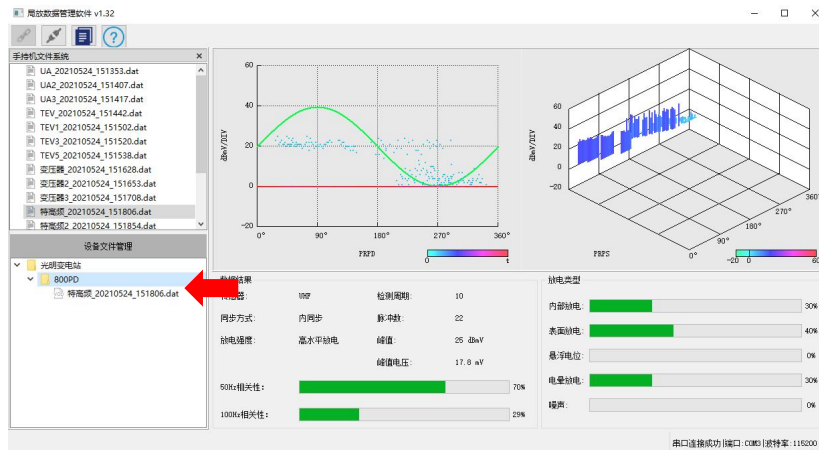 局放数据管理软件 v1.32
手持机文件系统
UA_20210524_151353.dat
UA2_20210524_151407.dat
UA3_20210524_151417.dat
TEV_20210524_151442.dat
TEV1_20210524_151502.dat
TEV3_20210524_151520.dat
TEV5_20210524_151538.dat
变压器_20210524_151628.dat
变压器2_20210524_151653.dat
变压器3_20210524_151708.dat
特高频_20210524_151806.dat
特高频2_20210524_151854.dat
设备文件管理
光明变电站
800PD
特高频_20210524_151806.dat
60
40
20
0
-20
dBmV/DIV
0° 90° 180° 270° 360°
PRPD
0
60
40
20
0
-20
dBmV/DIV
0° 90° 180° 270° 360°
PRPS
-20 0 60
UHF 检测周期: 10
同步方式: 内同步 脉冲数: 22
放电强度: 高水平放电 峰值: 25 dBmV
峰值电压: 17.8 mV
50Hz相关性: 70%
100Hz相关性: 29%
放电类型
内部放电: 30%
表面放电: 40%
悬浮电位: 0%
电晕放电: 30%
噪声: 0%
串口连接成功|端口:COM3|波特率:115200